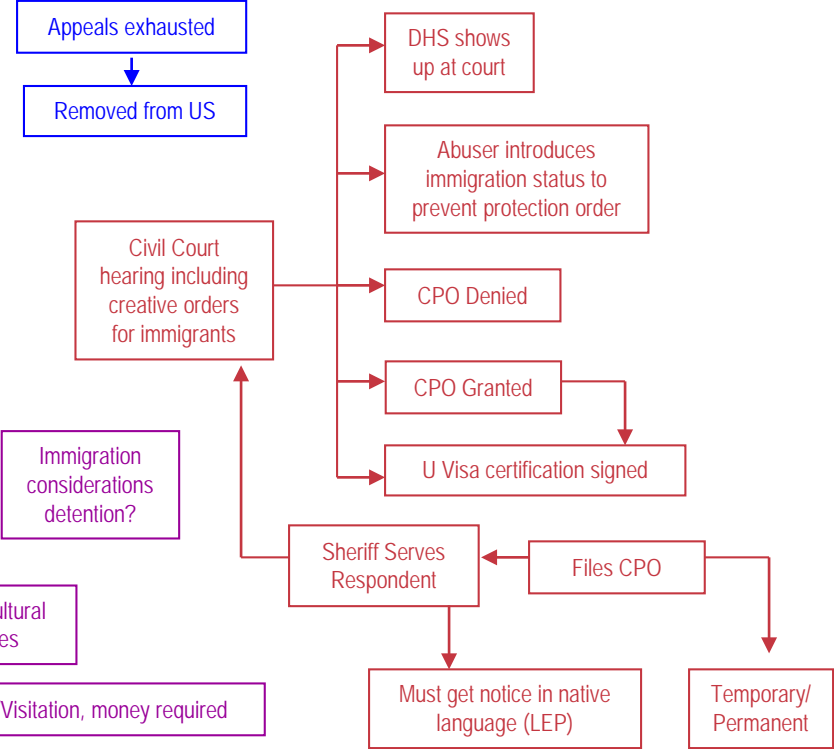 Appeals exhausted
Removed from US
DHS shows
up at court
Abuser introduces
immigration status to
prevent protection order
Civil Court
hearing including
creative orders
for immigrants
CPO Denied
CPO Granted
U Visa certification signed
Immigration
considerations
detention?
Sheriff Serves
Respondent
Files CPO
Visitation, money required
Must get notice in native
language (LEP)
Temporary/
Permanent